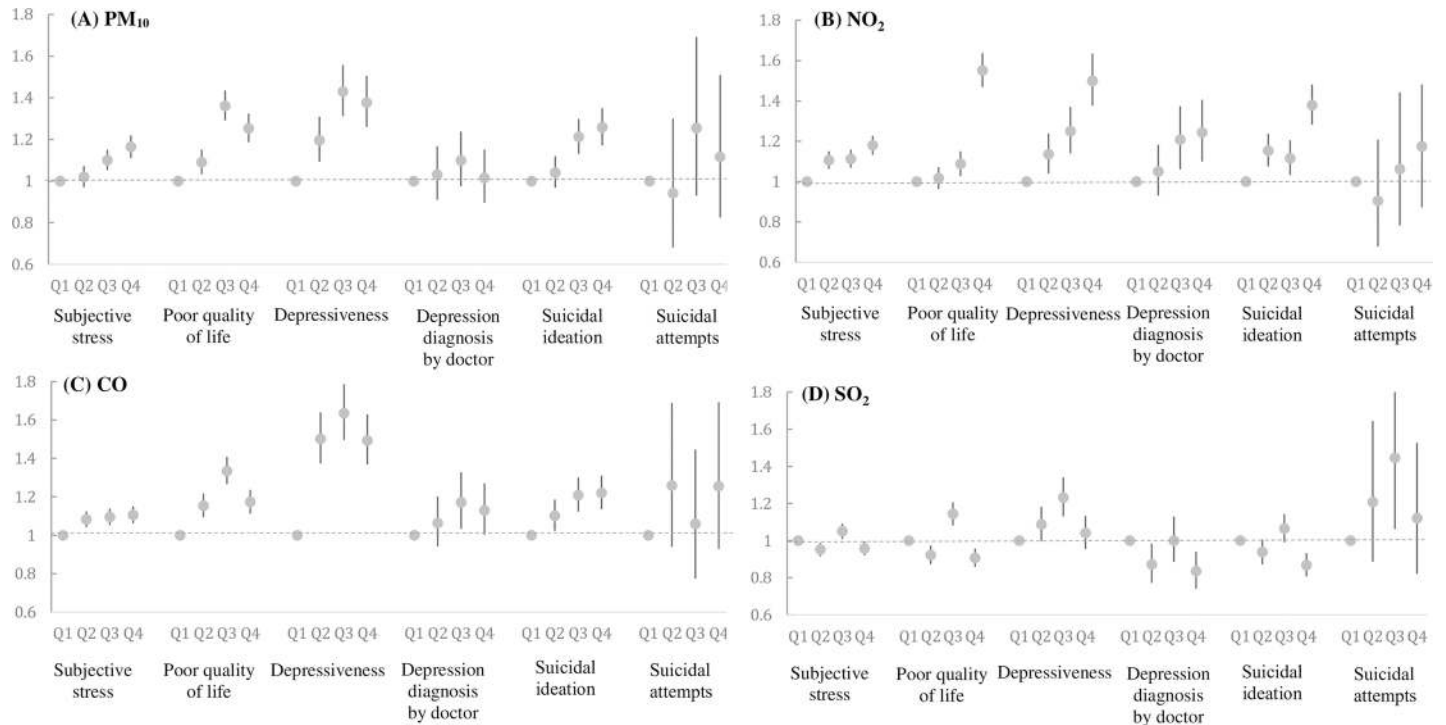 (A) PM₁₀
1.8
1.6
1.4
1.2
1
0.8
0.6
Q1 Q2 Q3 Q4 Q1 Q2 Q3 Q4 Q1 Q2 Q3 Q4 Q1 Q2 Q3 Q4 Q1 Q2 Q3 Q4 Q1 Q2 Q3 Q4
Subjective
stress
Poor quality
of life
Depressiveness
Depression
diagnosis
by doctor
Suicidal
ideation
Suicidal
attempts
(B) NO₂
1.8
1.6
1.4
1.2
1
0.8
0.6
Q1 Q2 Q3 Q4 Q1 Q2 Q3 Q4 Q1 Q2 Q3 Q4 Q1 Q2 Q3 Q4 Q1 Q2 Q3 Q4 Q1 Q2 Q3 Q4
Subjective
stress
Poor quality
of life
Depressiveness
Depression
diagnosis
by doctor
Suicidal
ideation
Suicidal
attempts
(C) CO
1.8
1.6
1.4
1.2
1
0.8
0.6
Q1 Q2 Q3 Q4 Q1 Q2 Q3 Q4 Q1 Q2 Q3 Q4 Q1 Q2 Q3 Q4 Q1 Q2 Q3 Q4 Q1 Q2 Q3 Q4
Subjective
stress
Poor quality
of life
Depressiveness
Depression
diagnosis
by doctor
Suicidal
ideation
Suicidal
attempts
(D) SO₂
1.8
1.6
1.4
1.2
1
0.8
0.6
Q1 Q2 Q3 Q4 Q1 Q2 Q3 Q4 Q1 Q2 Q3 Q4 Q1 Q2 Q3 Q4 Q1 Q2 Q3 Q4 Q1 Q2 Q3 Q4
Subjective
stress
Poor quality
of life
Depressiveness
Depression
diagnosis
by doctor
Suicidal
ideation
Suicidal
attempts